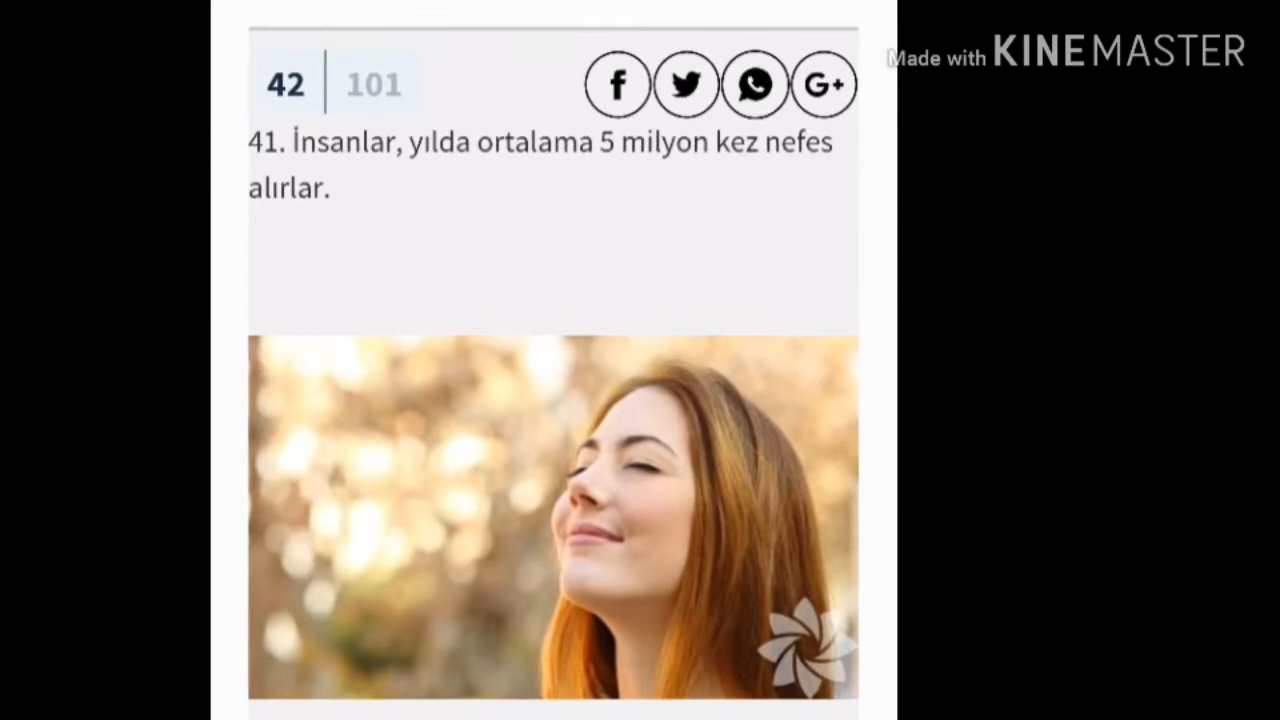 Made with KINEMASTER
42 101
f G+
41. İnsanlar, yılda ortalama 5 milyon kez nefes
alırlar.